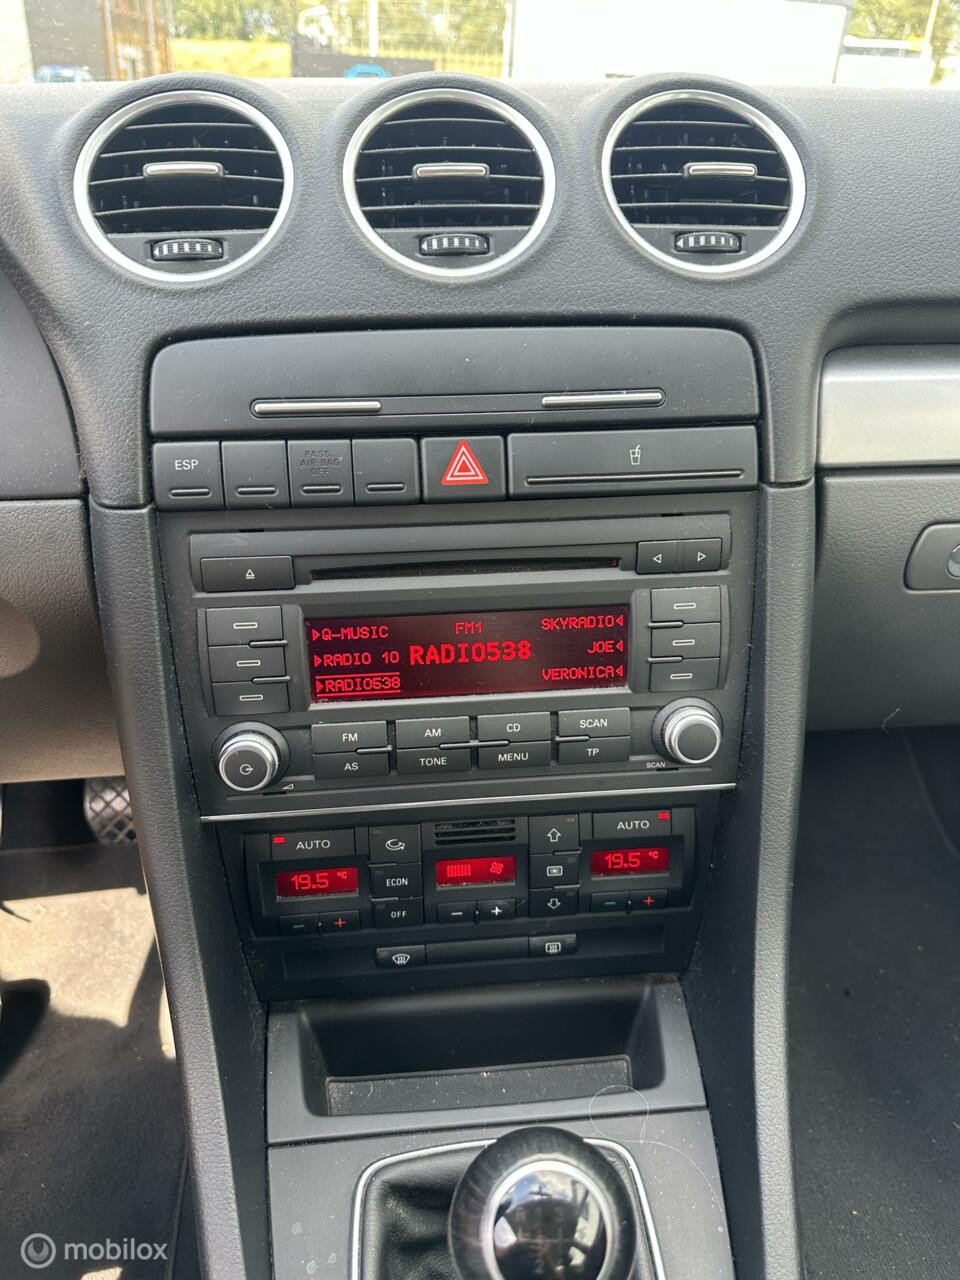 ESP
PASS
AIR BAG
OFF
Q-MUSIC FM1 SKYRADIO
RADIO 10 RADIO538 JOE
RADIO538 VERONICA
FM AM CD SCAN
AS TONE MENU TP
SCAN
AUTO AUTO
19.5 °C ECON 19.5 °C
OFF
mobilox